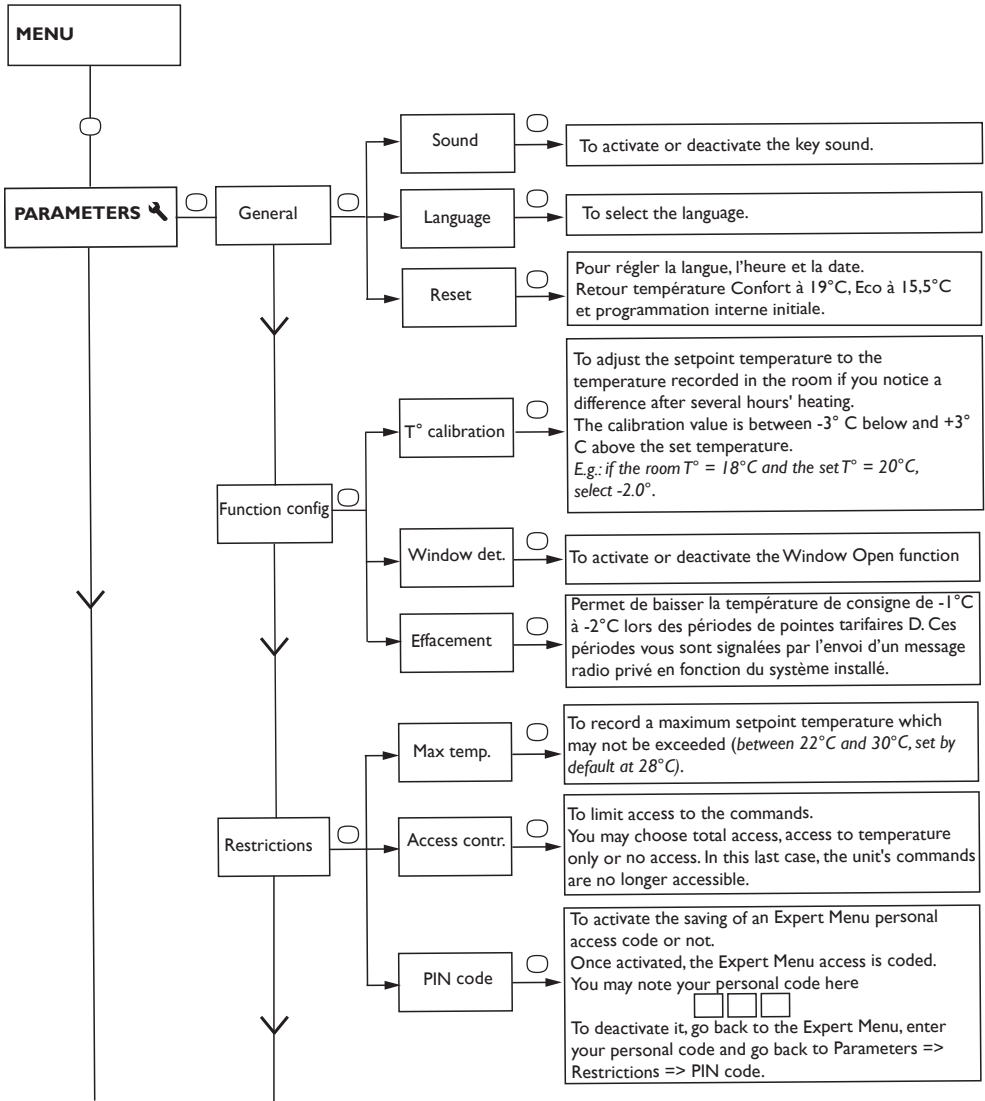 MENU
PARAMETERS
General
Sound
To activate or deactivate the key sound.
Language
To select the language.
Reset
Pour régler la langue, l'heure et la date.
Retour température Confort à 19°C, Eco à 15,5°C
et programmation interne initiale.
Function config
T° calibration
To adjust the setpoint temperature to the
temperature recorded in the room if you notice a
difference after several hours' heating.
The calibration value is between -3° C below and +3°
C above the set temperature.
E.g.: if the room T° = 18°C and the set T° = 20°C,
select -2.0°.
Window det.
To activate or deactivate the Window Open function
Effacement
Permet de baisser la température de consigne de -1°C
à -2°C lors des périodes de pointes tarifaires D. Ces
périodes vous sont signalées par l'envoi d'un message
radio privé en fonction du système installé.
Restrictions
Max temp.
To record a maximum setpoint temperature which
may not be exceeded (between 22°C and 30°C, set by
default at 28°C).
Access contr.
To limit access to the commands.
You may choose total access, access to temperature
only or no access. In this last case, the unit's commands
are no longer accessible.
PIN code
To activate the saving of an Expert Menu personal
access code or not.
Once activated, the Expert Menu access is coded.
You may note your personal code here
To deactivate it, go back to the Expert Menu, enter
your personal code and go back to Parameters =>
Restrictions => PIN code.